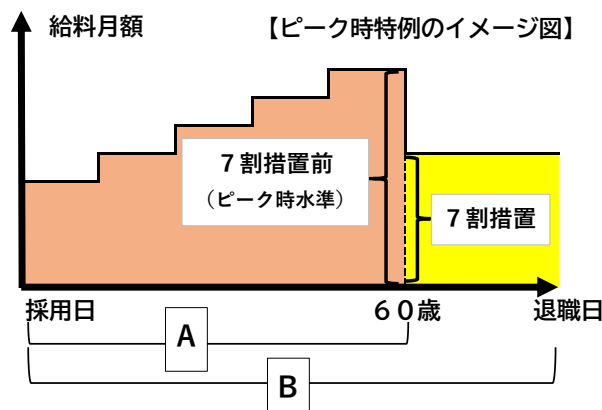 給料月額
【ピーク時特例のイメージ図】
７割措置前
（ピーク時水準）
７割措置
採用日
６０歳
退職日
A
B